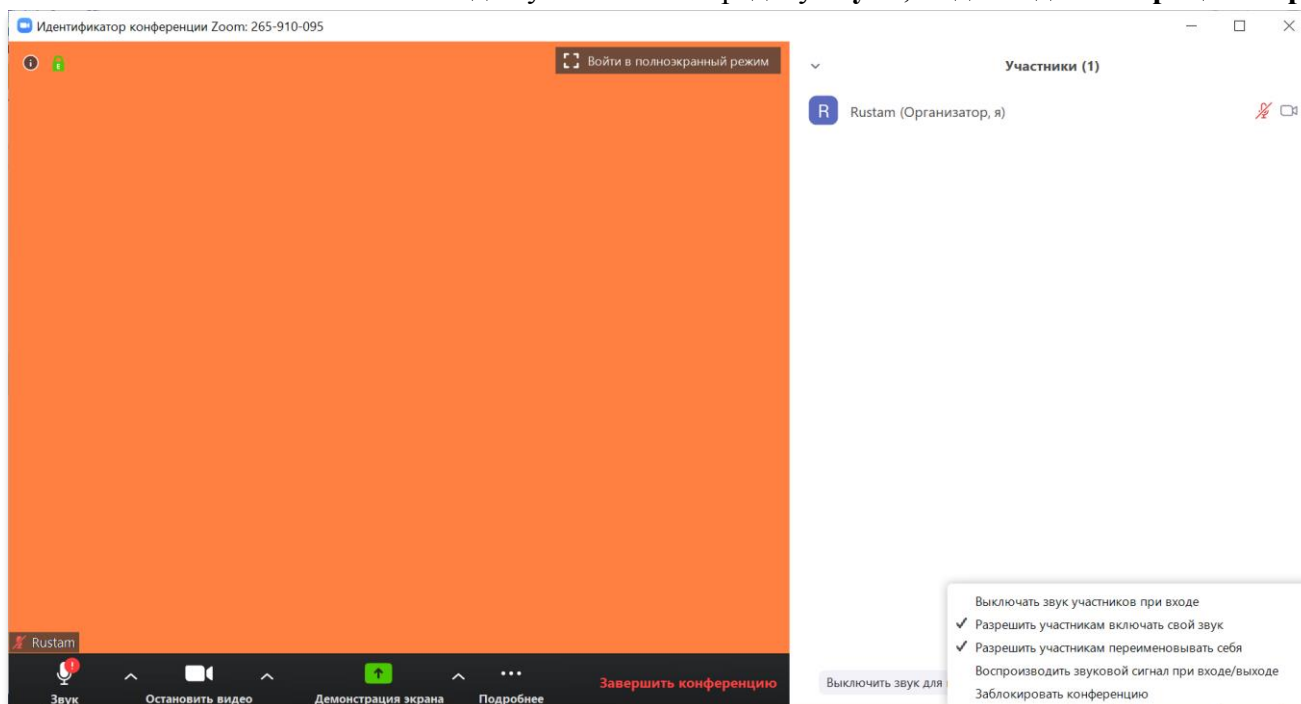 Идентификатор конференции Zoom: 265-910-095
Войти в полноэкранный режим
Участники (1)
R Rustam (Организатор, я)
Выключать звук участников при входе
Разрешить участникам включать свой звук
Разрешить участникам переименовывать себя
Воспроизводить звуковой сигнал при входе/выходе
Заблокировать конференцию
Rustam
Звук
Остановить видео
Демонстрация экрана
Подробнее
Завершить конференцию
Выключить звук для